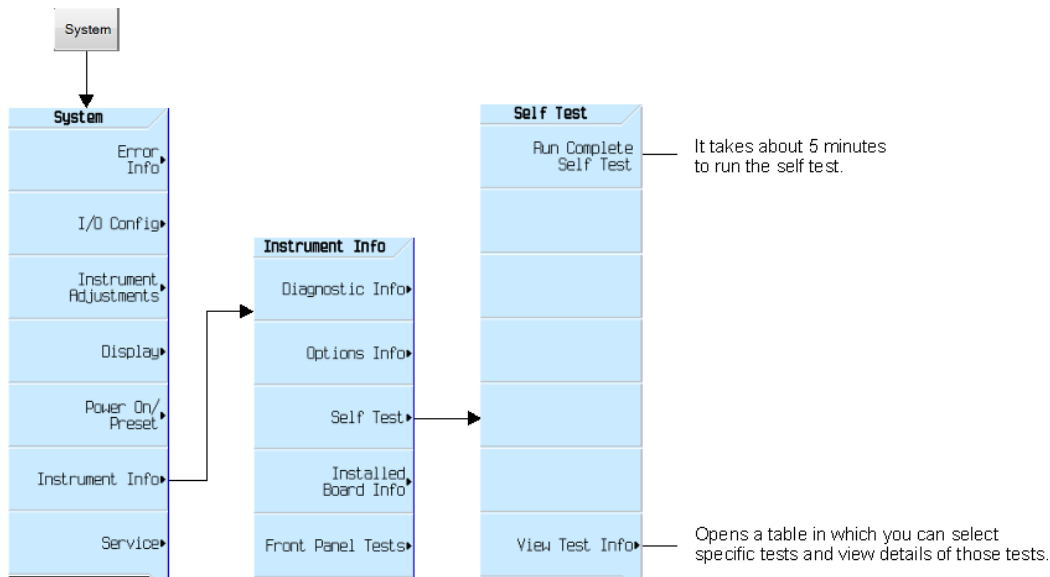 System
System
Error
Info
I/O Config
Instrument
Adjustments
Display
Power On/
Preset
Instrument Info
Service
Instrument Info
Diagnostic Info
Options Info
Self Test
Installed
Board Info
Front Panel Tests
Self Test
Run Complete
Self Test
View Test Info
It takes about 5 minutes
to run the self test.
Opens a table in which you can select
specific tests and view details of those tests.